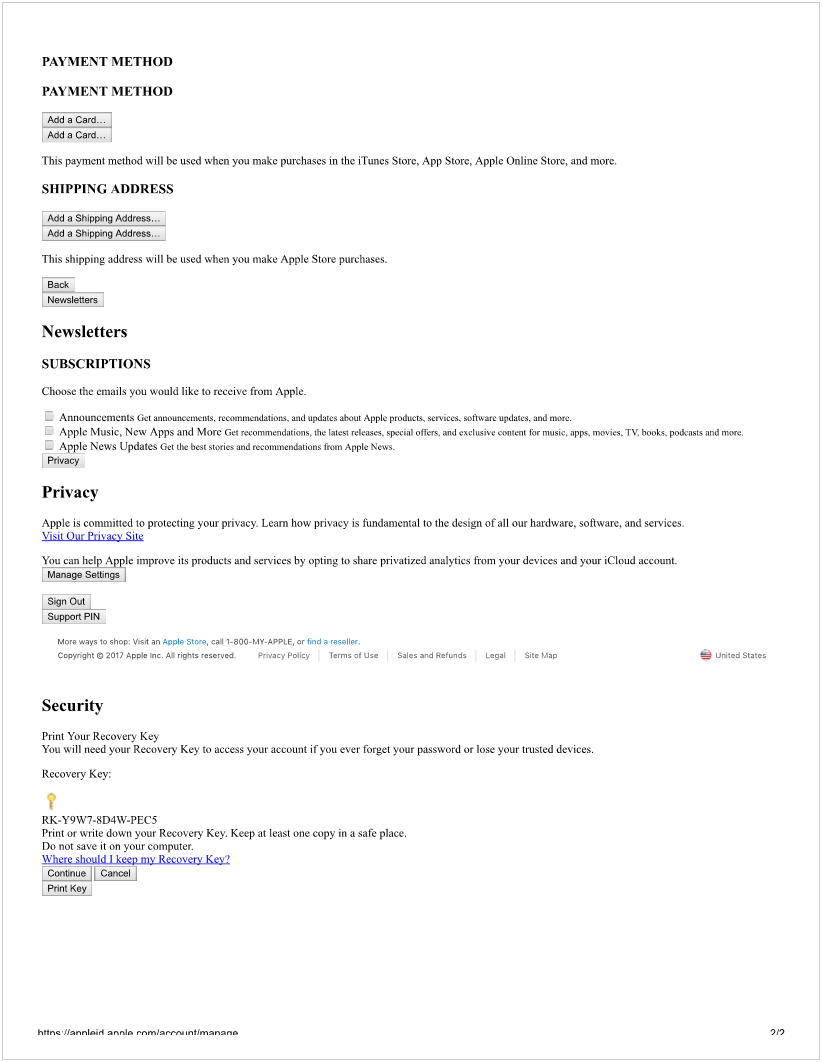 PAYMENT METHOD
PAYMENT METHOD
Add a Card…
Add a Card…
This payment method will be used when you make purchases in the iTunes Store, App Store, Apple Online Store, and more.
SHIPPING ADDRESS
Add a Shipping Address…
Add a Shipping Address…
This shipping address will be used when you make Apple Store purchases.
Back
Newsletters
Newsletters
SUBSCRIPTIONS
Choose the emails you would like to receive from Apple.
Announcements Get announcements, recommendations, and updates about Apple products, services, software updates, and more.
Apple Music, New Apps and More Get recommendations, the latest releases, special offers, and exclusive content for music, apps, movies, TV, books, podcasts and more.
Apple News Updates Get the best stories and recommendations from Apple News.
Privacy
Privacy
Apple is committed to protecting your privacy. Learn how privacy is fundamental to the design of all our hardware, software, and services.
Visit Our Privacy Site
You can help Apple improve its products and services by opting to share privatized analytics from your devices and your iCloud account.
Manage Settings
Sign Out
Support PIN
More ways to shop: Visit an Apple Store, call 1-800-MY-APPLE, or find a reseller.
Copyright © 2017 Apple Inc. All rights reserved. Privacy Policy Terms of Use Sales and Refunds Legal Site Map United States
Security
Print Your Recovery Key
You will need your Recovery Key to access your account if you ever forget your password or lose your trusted devices.
Recovery Key:
RK-Y9W7-8D4W-PEC5
Print or write down your Recovery Key. Keep at least one copy in a safe place.
Do not save it on your computer.
Where should I keep my Recovery Key?
Continue Cancel
Print Key
https://appleid.apple.com/account/manage 2/2